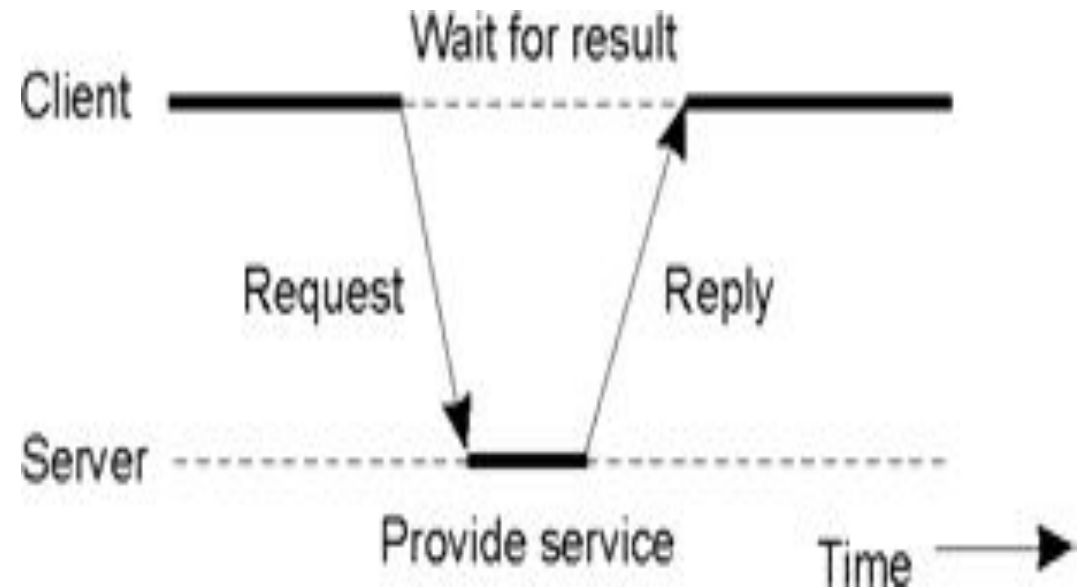 Wait for result
Client
Request
Reply
Server
Provide service
Time